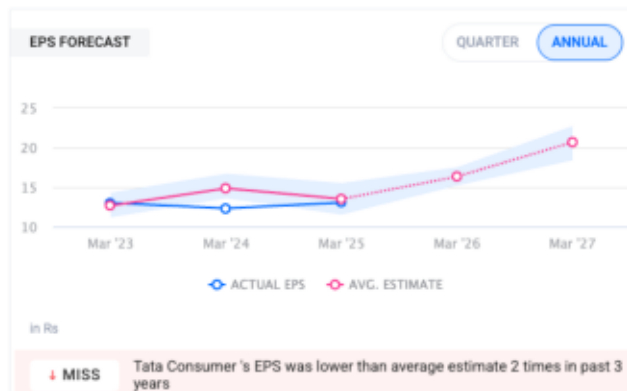 EPS FORECAST
QUARTER ANNUAL
25
20
15
10
Mar '23 Mar '24 Mar '25 Mar '26 Mar '27
ACTUAL EPS AVG. ESTIMATE
in Rs
↓ MISS Tata Consumer 's EPS was lower than average estimate 2 times in past 3
years